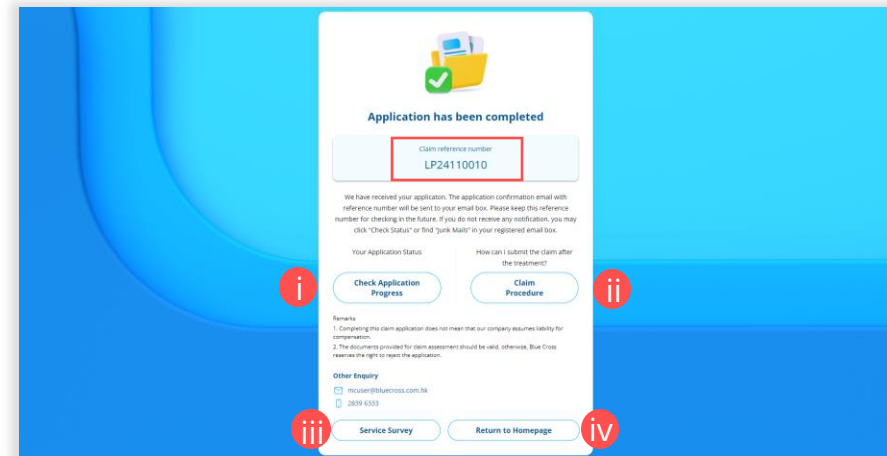 Application has been completed
Claim reference number
LP24110010
We have received your applicaton. The application confirmation email with
reference number will be sent to your email box. Please keep this reference
number for checking in the future. If you do not receive any notification, you may
click "Check Status" or find "Junk Mails" in your registered email box.
Your Application Status
How can I submit the claim after
the treatment?
i
Check Application
Progress
Claim
Procedure
ii
Remarks
1. Completing this claim application does not mean that our company assumes liability for
compensation.
2. The documents provided for claim assessment should be valid, otherwise, Blue Cross
reserves the right to reject the application.
Other Enquiry
mcuser@bluecross.com.hk
2839 6333
iii
Service Survey
Return to Homepage
iv